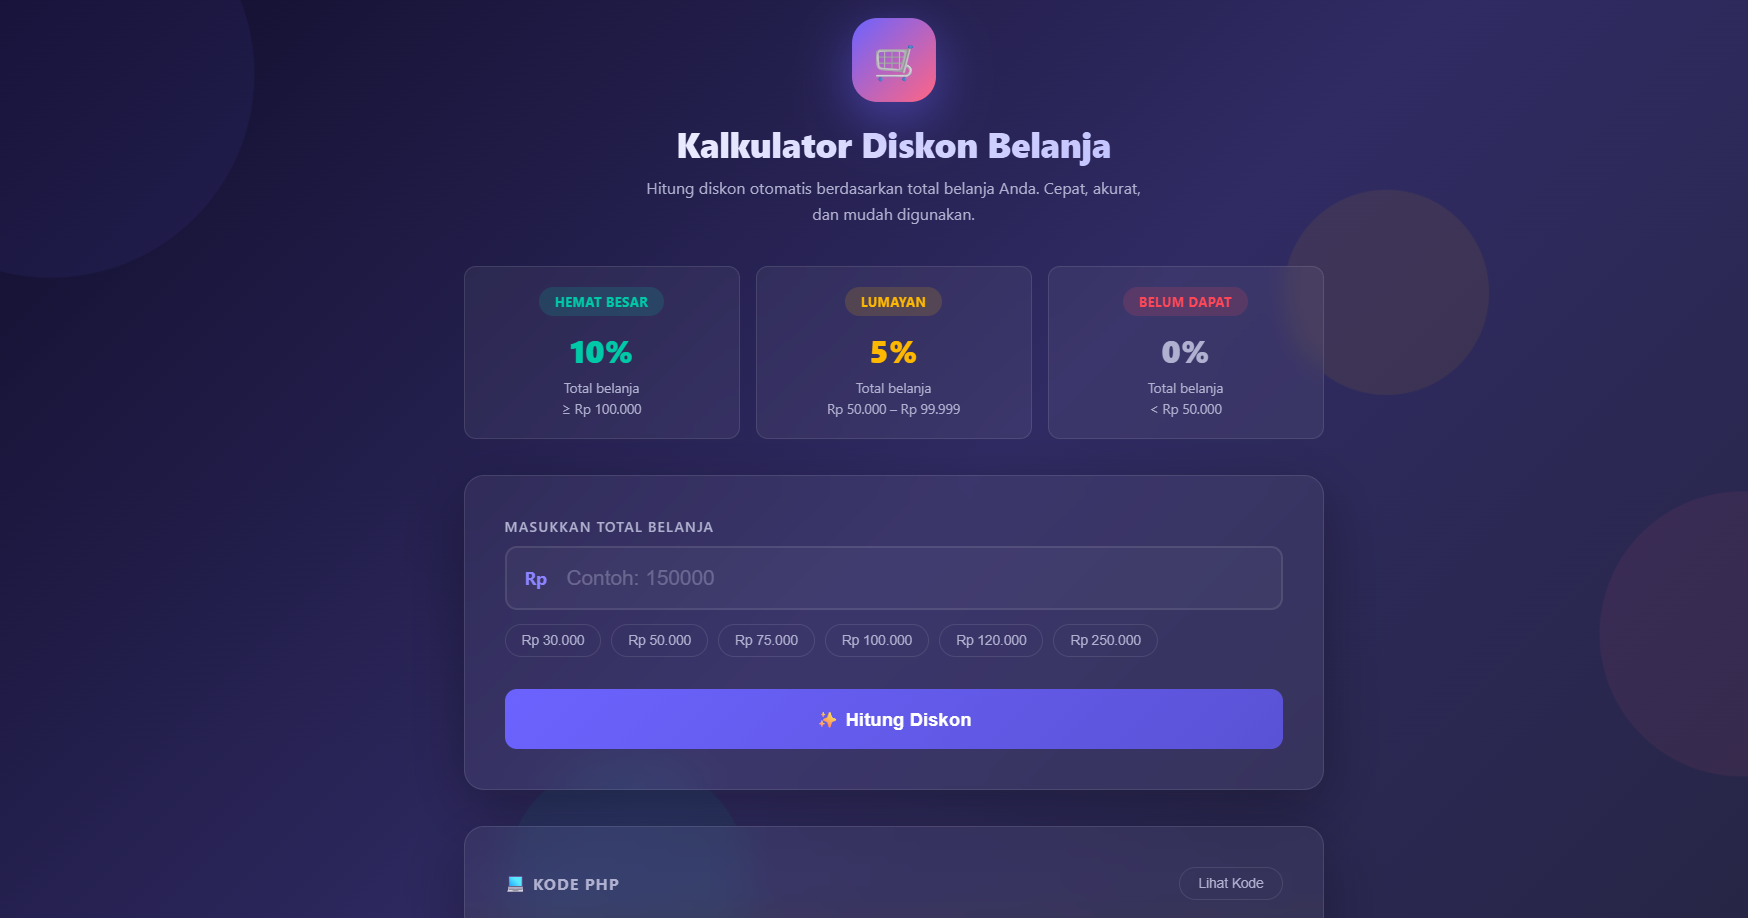 Kalkulator Diskon Belanja
Hitung diskon otomatis berdasarkan total belanja Anda. Cepat, akurat,
dan mudah digunakan.
HEMAT BESAR
10%
Total belanja
≥ Rp 100.000
LUMAYAN
5%
Total belanja
Rp 50.000 – Rp 99.999
BELUM DAPAT
0%
Total belanja
< Rp 50.000
MASUKKAN TOTAL BELANJA
Rp Contoh: 150000
Rp 30.000 Rp 50.000 Rp 75.000 Rp 100.000 Rp 120.000 Rp 250.000
✨ Hitung Diskon
💻 KODE PHP Lihat Kode